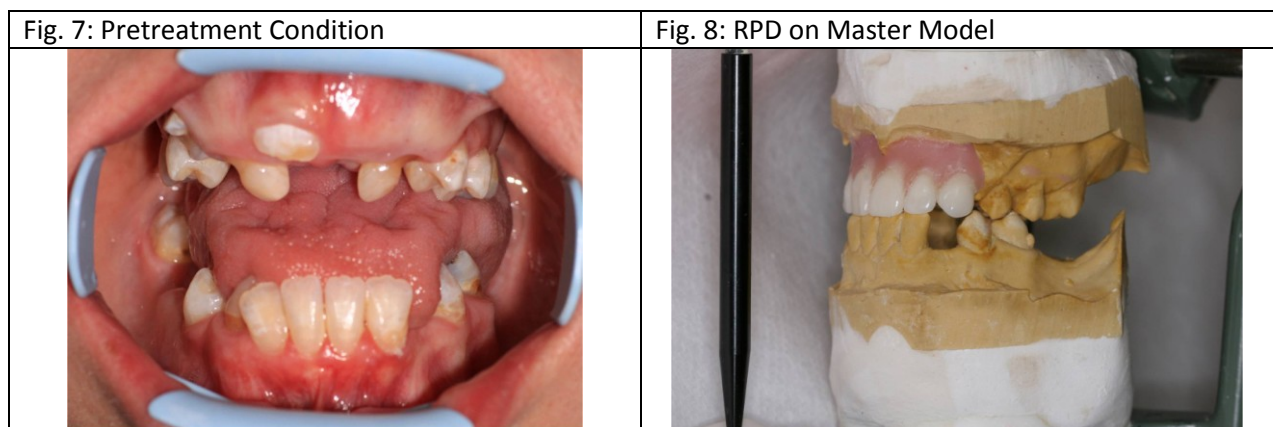 Fig. 7: Pretreatment Condition
Fig. 8: RPD on Master Model